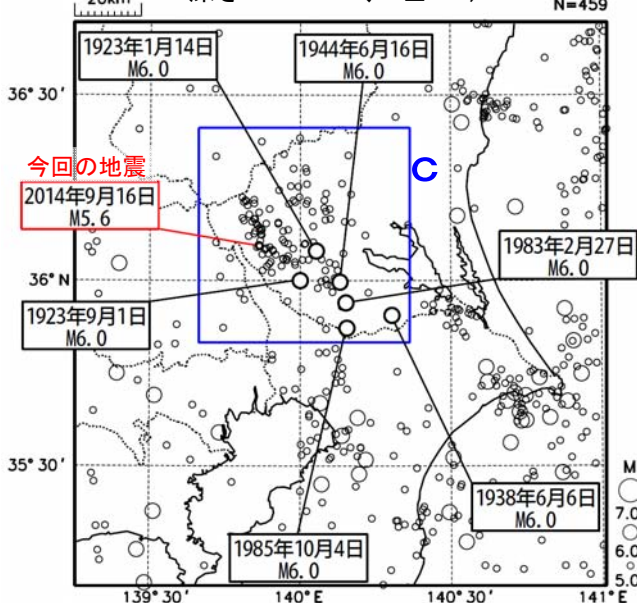 20km
N=459
1923年1月14日
M6.0
1944年6月16日
M6.0
36° 30′
今回の地震
C
2014年9月16日
M5.6
1983年2月27日
M6.0
36° N
1923年9月1日
M6.0
35° 30′
M
7.0
1938年6月6日
M6.0
6.0
1985年10月4日
M6.0
5.0
139° 30′
140° E
140° 30′
141° E